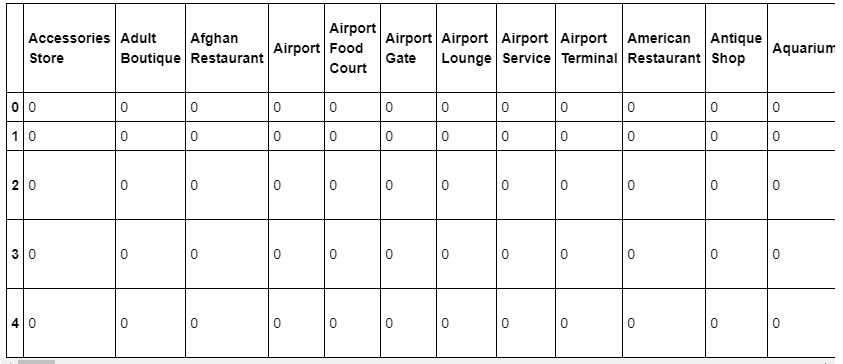 Accessories Store Adult Boutique Afghan Restaurant Airport Airport Food Court Airport Gate Airport Lounge Airport Service Airport Terminal American Restaurant Antique Shop Aquarium
0 0 0 0 0 0 0 0 0 0 0 0 0
1 0 0 0 0 0 0 0 0 0 0 0 0
2 0 0 0 0 0 0 0 0 0 0 0 0
3 0 0 0 0 0 0 0 0 0 0 0 0
4 0 0 0 0 0 0 0 0 0 0 0 0